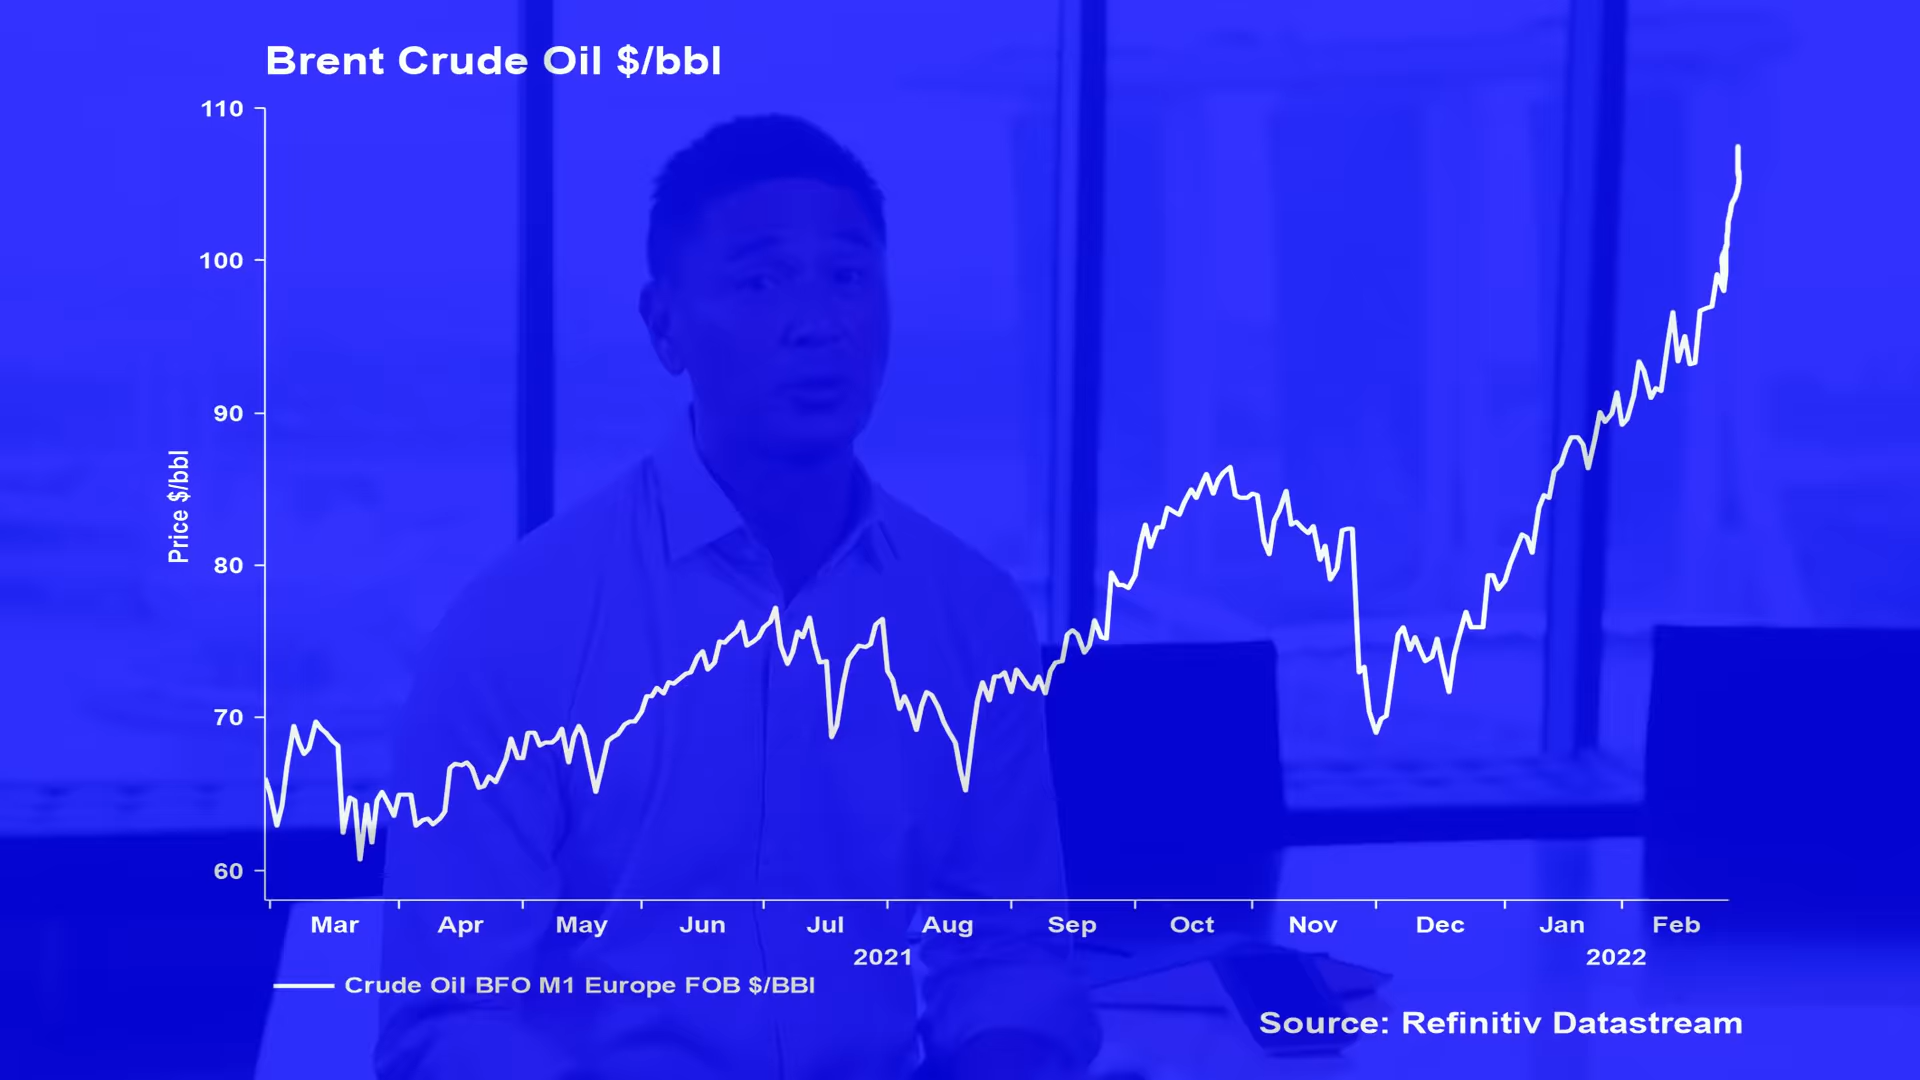 Brent Crude Oil $/bbl
110
100
90
80
70
60
Price $/bbl
Mar Apr May Jun Jul Aug Sep Oct Nov Dec Jan Feb
2021 2022
Crude Oil BFO M1 Europe FOB $/BBl
Source: Refinitiv Datastream